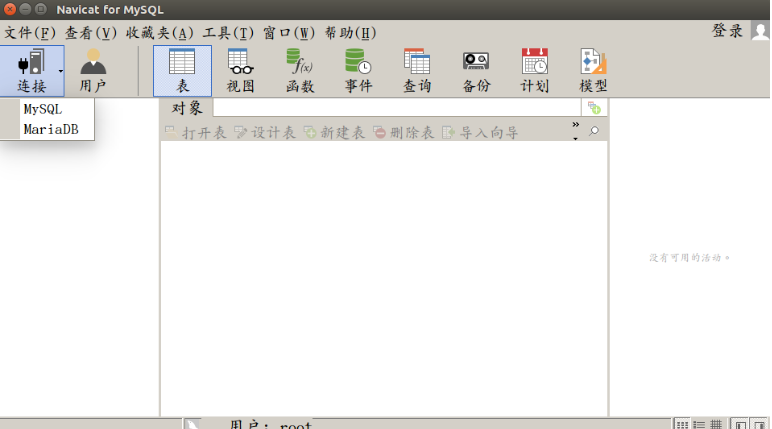 Navicat for MySQL
文件(F) 查看(V) 收藏夹(A) 工具(T) 窗口(W) 帮助(H) 登录
连接 用户 表 视图 函数 事件 查询 备份 计划 模型
MySQL
MariaDB
对象
打开表 设计表 新建表 删除表 导入向导
没有可用的活动。
用户: root